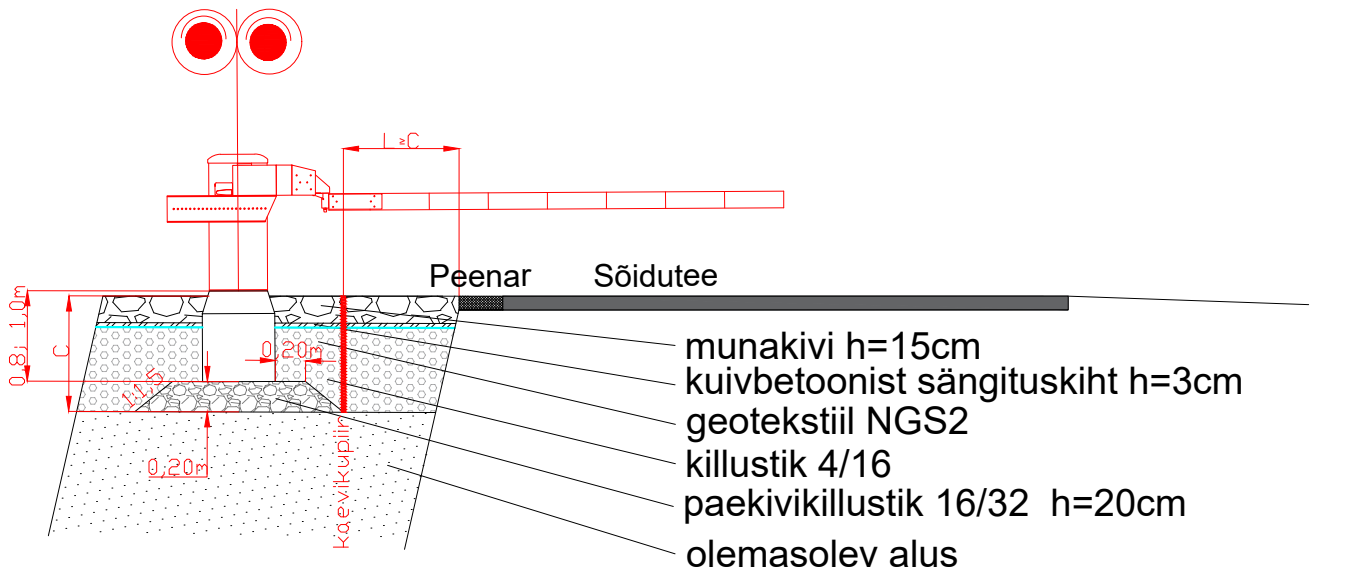 L≥C
Peenar Sõidutee
0,8; 1,0m
C
0,20m
1:1,5
0,20m
kaevikupiir
munakivi h=15cm
kuivbetoonist sängituskiht h=3cm
geotekstiil NGS2
killustik 4/16
paekivikillustik 16/32 h=20cm
olemasolev alus